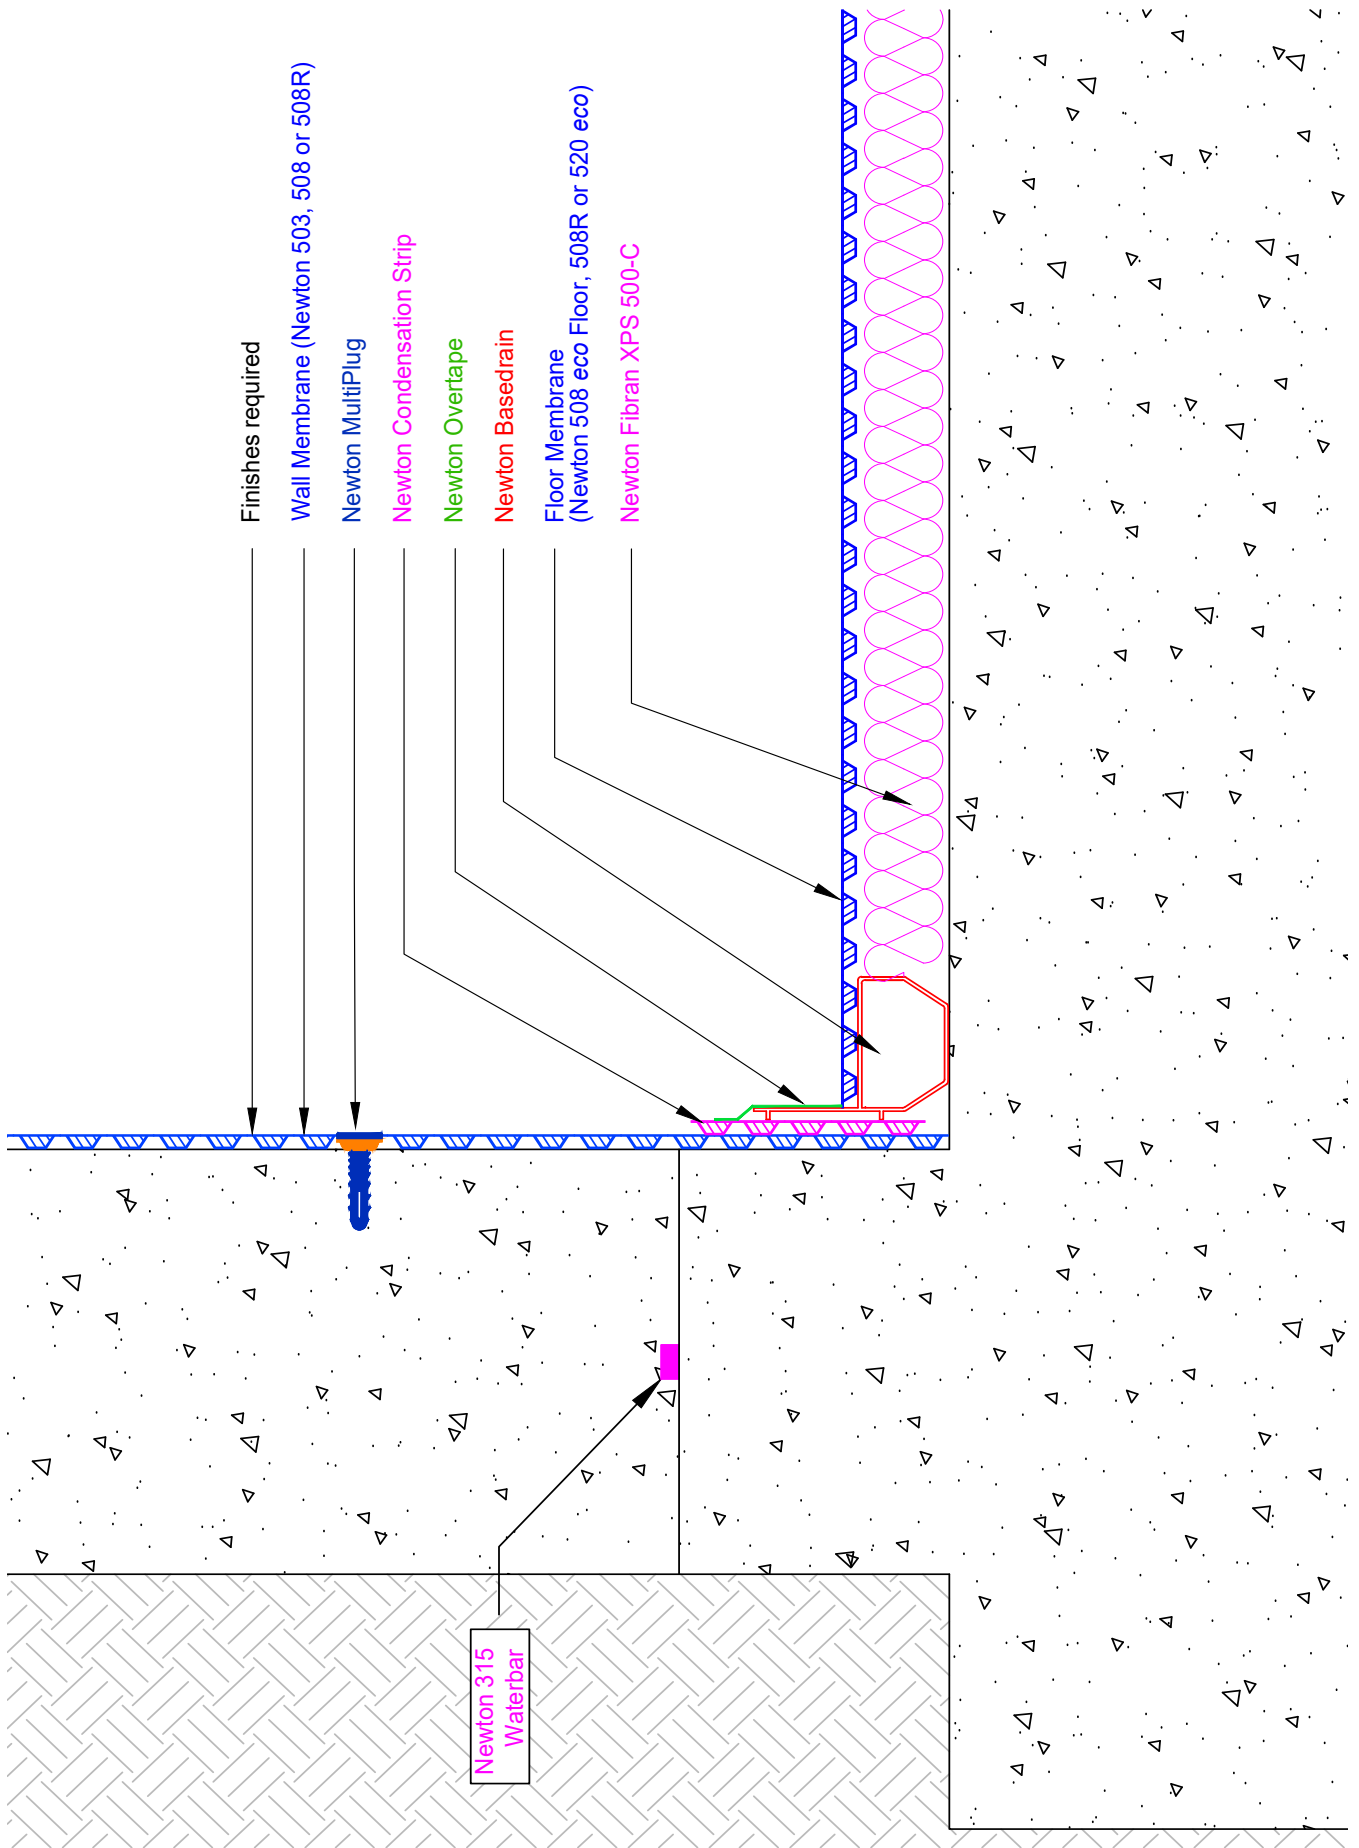 Finishes required
Wall Membrane (Newton 503, 508 or 508R)
Newton MultiPlug
Newton Condensation Strip
Newton Overtape
Newton Basedrain
Floor Membrane
(Newton 508 eco Floor, 508R or 520 eco)
Newton Fibran XPS 500-C
Newton 315
Waterbar